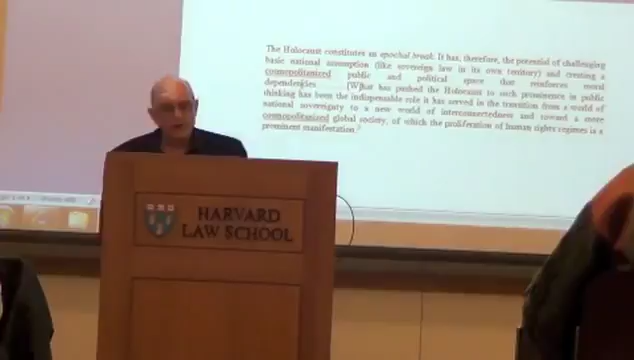 The Holocaust constitutes an epochal break. It has, therefore, the potential of challenging
basic national assumption (like sovereign law in its own territory) and creating a
cosmopolitanized public and political space that reinforces moral
dependencies. [W]hat has pushed the Holocaust to such prominence in public
thinking has been the indispensable role it has served in the transition from a world of
national sovereignty to a new world of interconnectedness and toward a more
cosmopolitanized global society, of which the proliferation of human rights regimes is a
prominent manifestation.
HARVARD
LAW SCHOOL